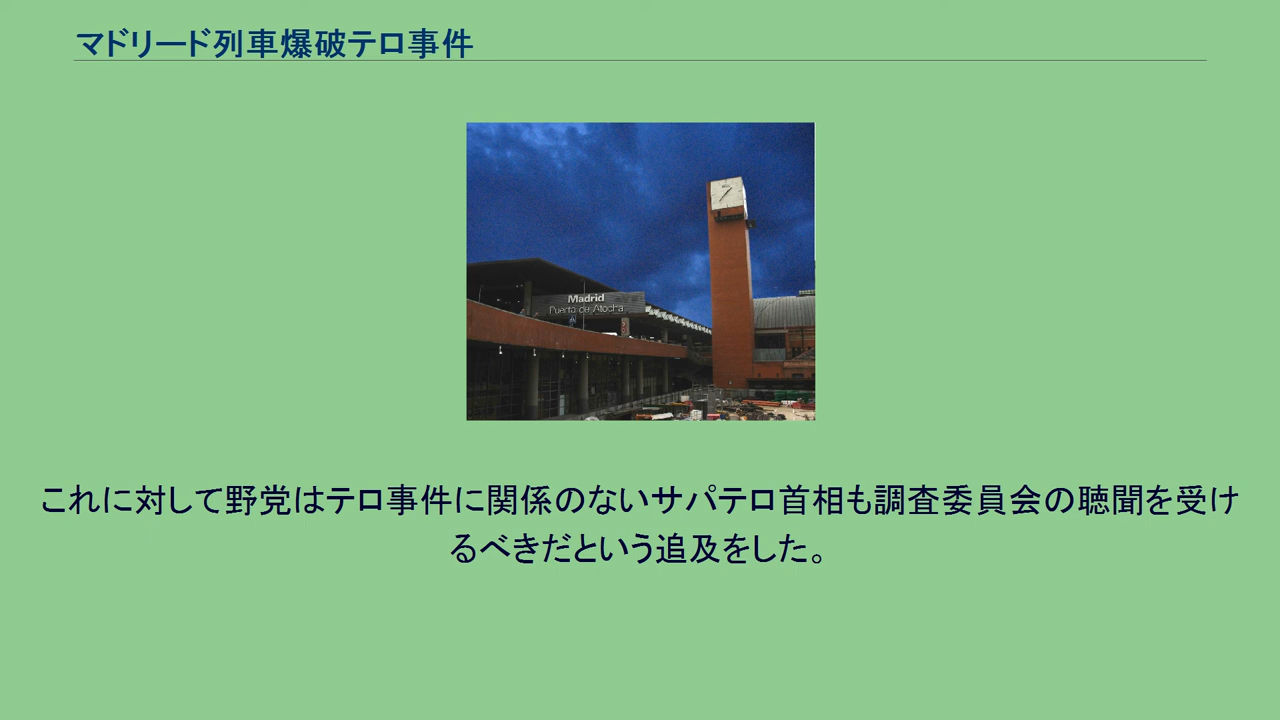 マドリード列車爆破テロ事件
Madrid
Puerta de Atocha
これに対して野党はテロ事件に関係のないサパテロ首相も調査委員会の聴聞を受け
るべきだという追及をした。